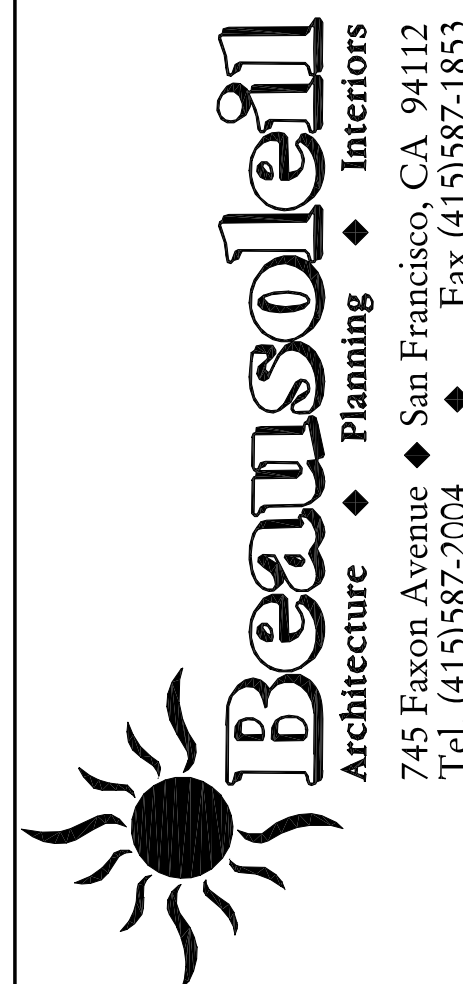 Beausoleil
Architecture ◆ Planning ◆ Interiors
745 Faxon Avenue ◆ San Francisco, CA 94112
Tel (415)587-2004 ◆ Fax (415)587-1853